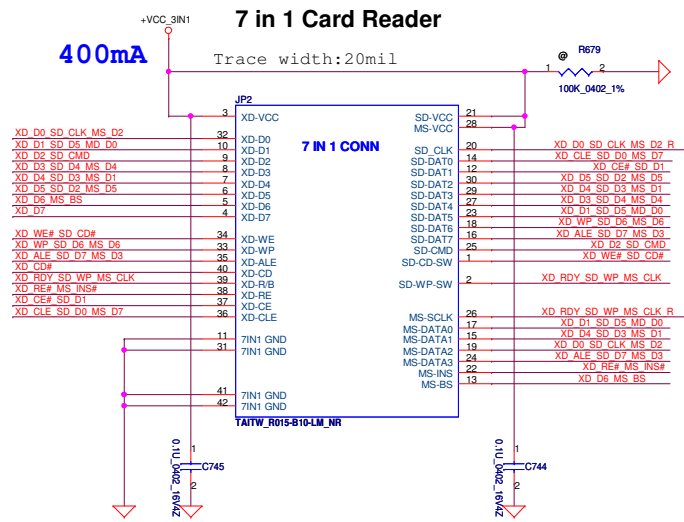 7 in 1 Card Reader
+VCC_3IN1
400mA
Trace width:20mil
@
R679
1
2
100K_0402_1%
JP2
7 IN 1 CONN
3 XD-VCC
XD_D0_SD_CLK_MS_D2 32 XD-D0
XD_D1_SD_D5_MD_D0 10 XD-D1
XD_D2_SD_CMD 9 XD-D2
XD_D3_SD_D4_MS_D4 8 XD-D3
XD_D4_SD_D3_MS_D1 7 XD-D4
XD_D5_SD_D2_MS_D5 6 XD-D5
XD_D6_MS_BS 5 XD-D6
XD_D7 4 XD-D7
XD_WE#_SD_CD# 34 XD-WE
XD_WP_SD_D6_MS_D6 33 XD-WP
XD_ALE_SD_D7_MS_D3 35 XD-ALE
XD_CD# 40 XD-CD
XD_RDY_SD_WP_MS_CLK 39 XD-R/B
XD_RE#_MS_INS# 38 XD-RE
XD_CE#_SD_D1 37 XD-CE
XD_CLE_SD_D0_MS_D7 36 XD-CLE
11 7IN1 GND
31 7IN1 GND
41 7IN1 GND
42 7IN1 GND
SD-VCC 21
MS-VCC 28
SD_CLK 20 XD_D0_SD_CLK_MS_D2_R
SD-DAT0 14 XD_CLE_SD_D0_MS_D7
SD-DAT1 12 XD_CE#_SD_D1
SD-DAT2 30 XD_D5_SD_D2_MS_D5
SD-DAT3 29 XD_D4_SD_D3_MS_D1
SD-DAT4 27 XD_D3_SD_D4_MS_D4
SD-DAT5 23 XD_D1_SD_D5_MD_D0
SD-DAT6 18 XD_WP_SD_D6_MS_D6
SD-DAT7 16 XD_ALE_SD_D7_MS_D3
SD-CMD 25 XD_D2_SD_CMD
SD-CD-SW 1 XD_WE#_SD_CD#
SD-WP-SW 2 XD_RDY_SD_WP_MS_CLK
MS-SCLK 26 XD_RDY_SD_WP_MS_CLK_R
MS-DATA0 17 XD_D1_SD_D5_MD_D0
MS-DATA1 15 XD_D4_SD_D3_MS_D1
MS-DATA2 19 XD_D0_SD_CLK_MS_D2
MS-DATA3 24 XD_ALE_SD_D7_MS_D3
MS-INS 22 XD_RE#_MS_INS#
MS-BS 13 XD_D6_MS_BS
TAITW_R015-B10-LM_NR
0.1U_0402_16V4Z
1
C745
2
0.1U_0402_16V4Z
1
C744
2